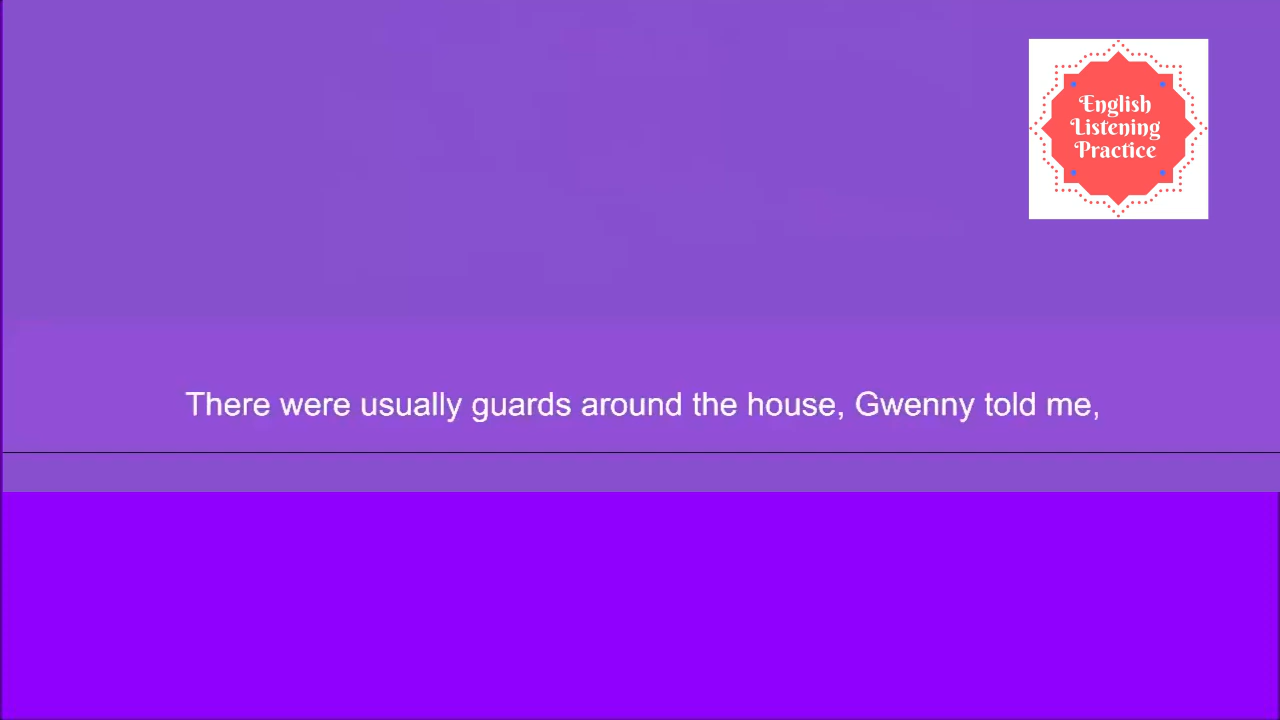 English
Listening
Practice
There were usually guards around the house, Gwenny told me,